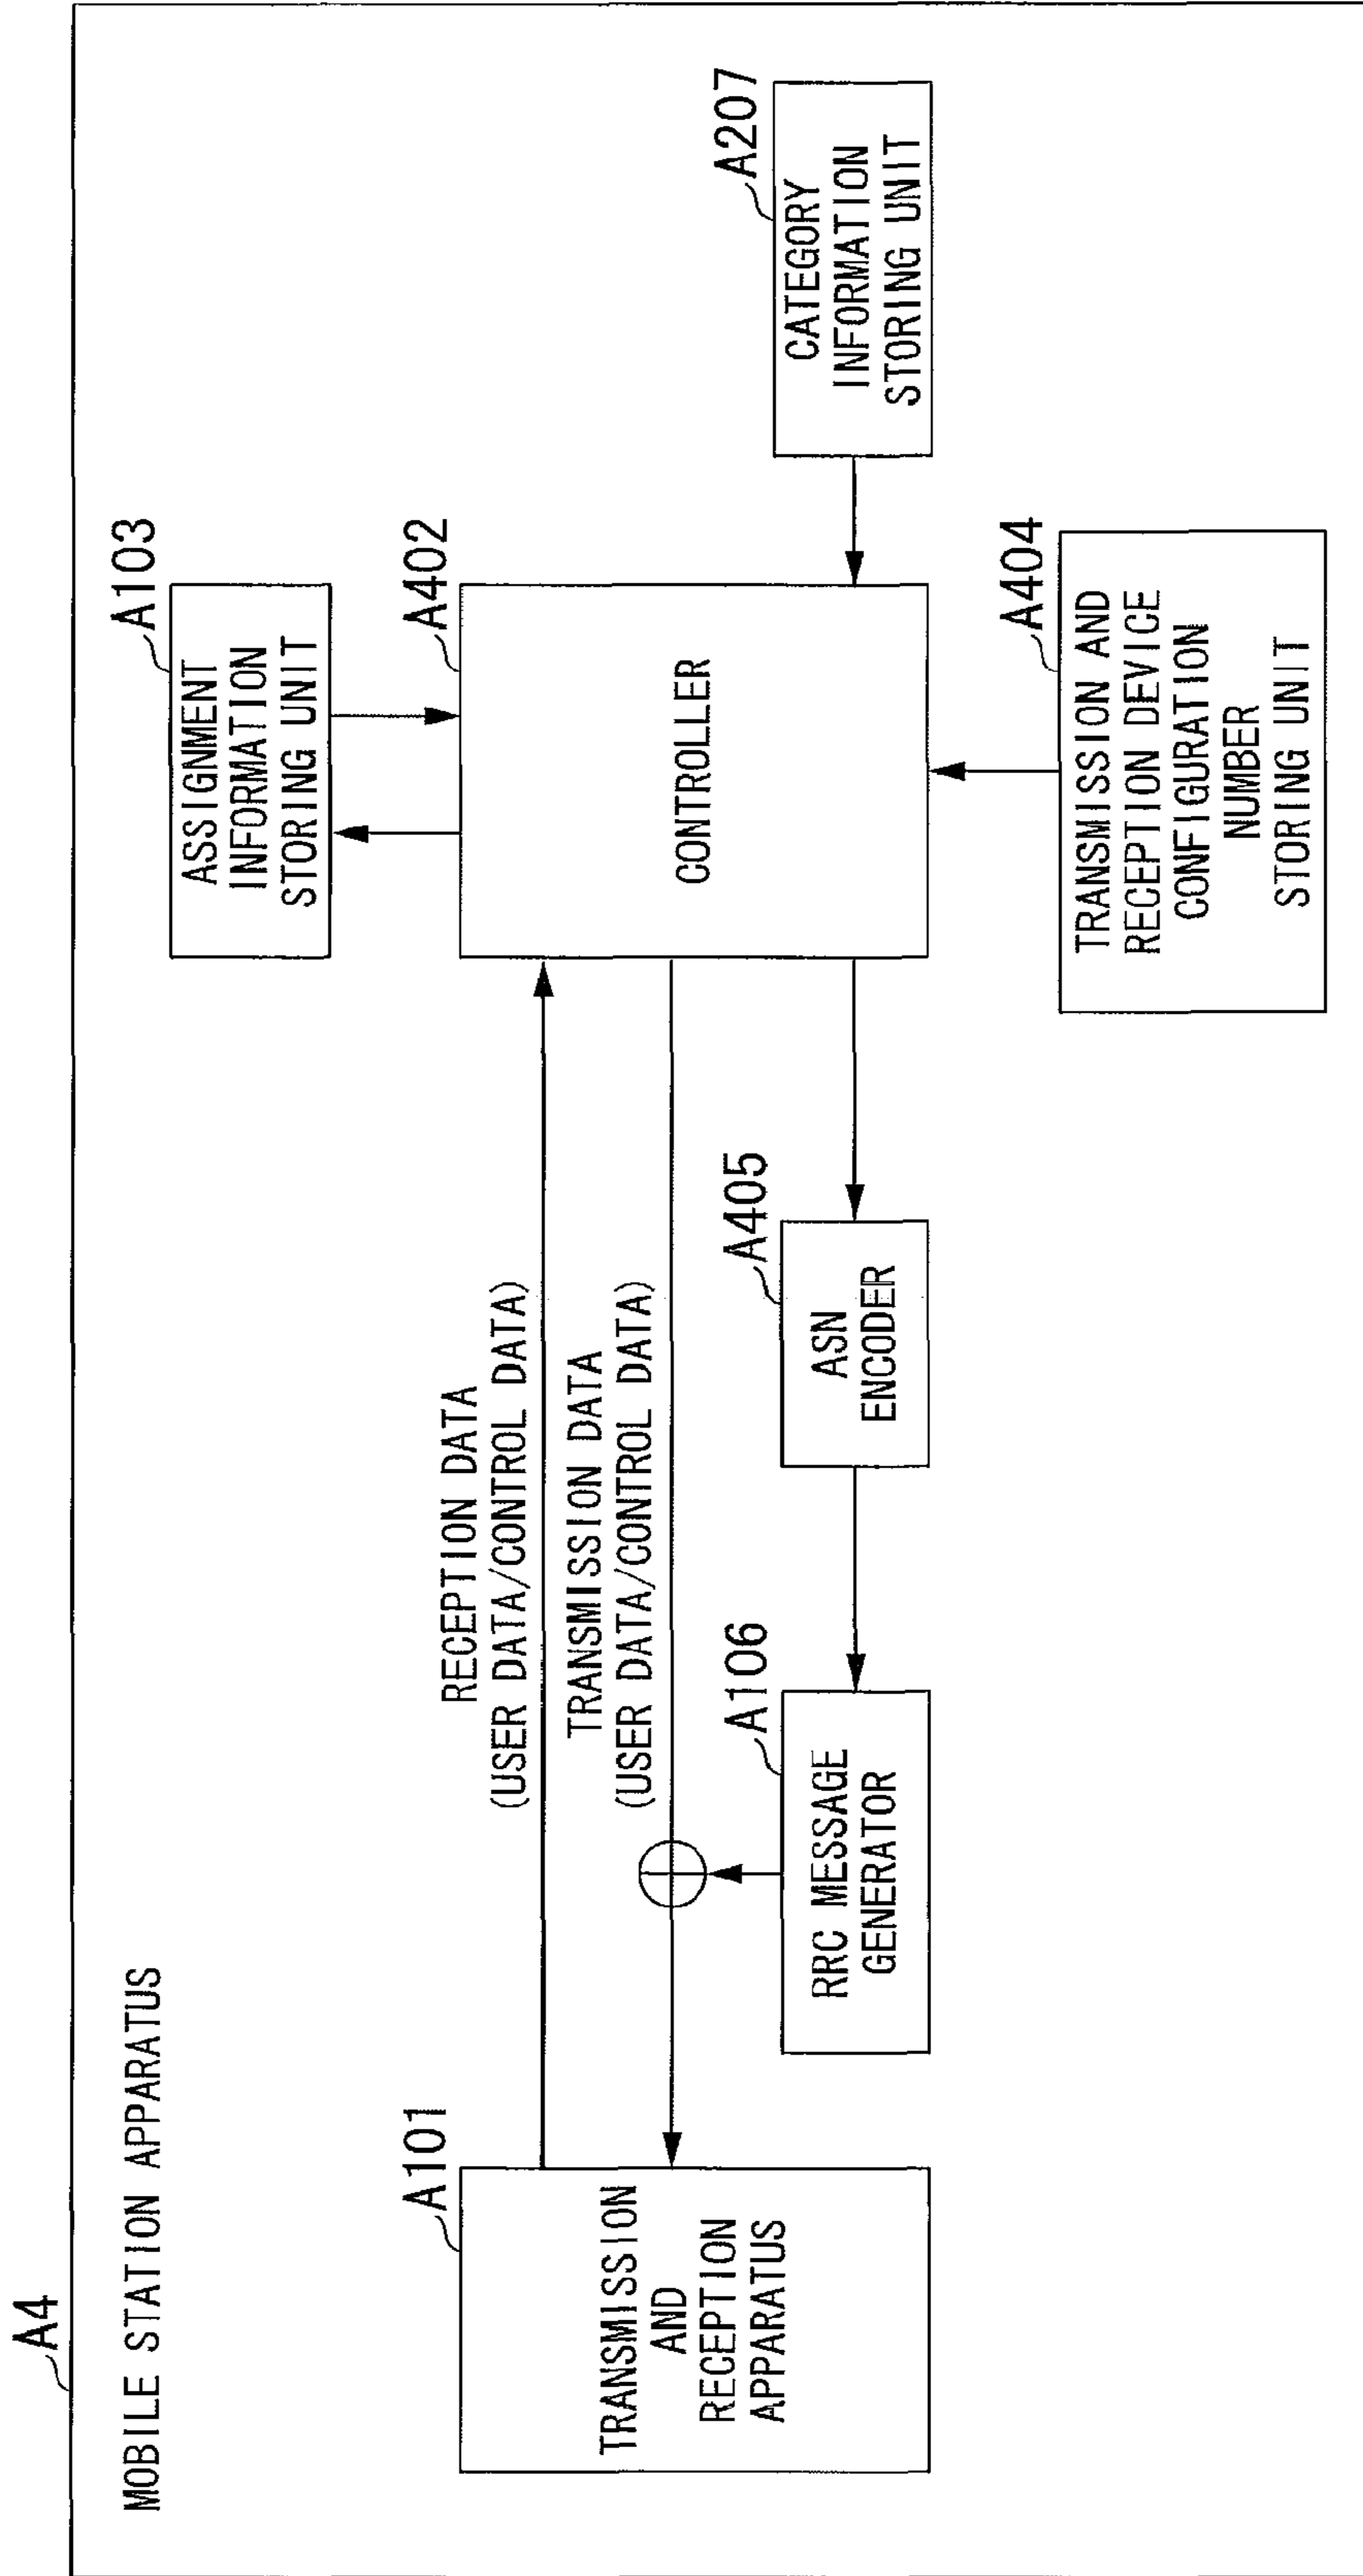 A4
MOBILE STATION APPARATUS
A101
TRANSMISSION
AND
RECEPTION
APPARATUS
RECEPTION DATA
(USER DATA/CONTROL DATA)
TRANSMISSION DATA
(USER DATA/CONTROL DATA)
A106
RRC MESSAGE
GENERATOR
A405
ASN
ENCODER
A103
ASSIGNMENT
INFORMATION
STORING UNIT
A402
CONTROLLER
A404
TRANSMISSION AND
RECEPTION DEVICE
CONFIGURATION
NUMBER
STORING UNIT
A207
CATEGORY
INFORMATION
STORING UNIT